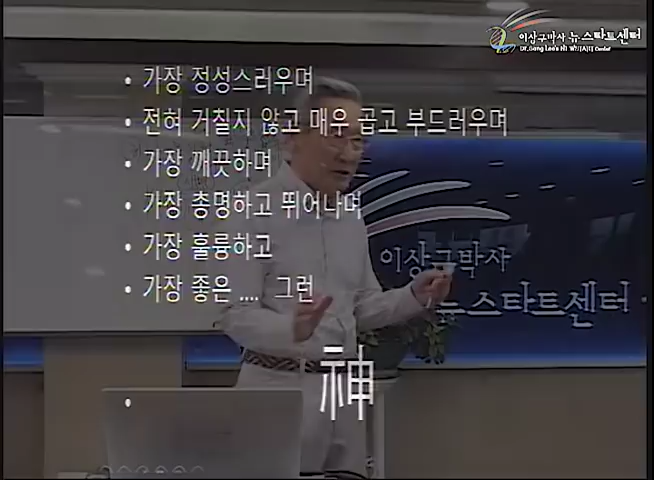 이상구박사 뉴스타트센터
• 가장 정성스러우며
• 전혀 거칠지 않고 매우 곱고 부드러우며
• 가장 깨끗하며
• 가장 총명하고 뛰어나며
• 가장 훌륭하고
• 가장 좋은 .... 그런
• 神
이상구박사
뉴스타트센터